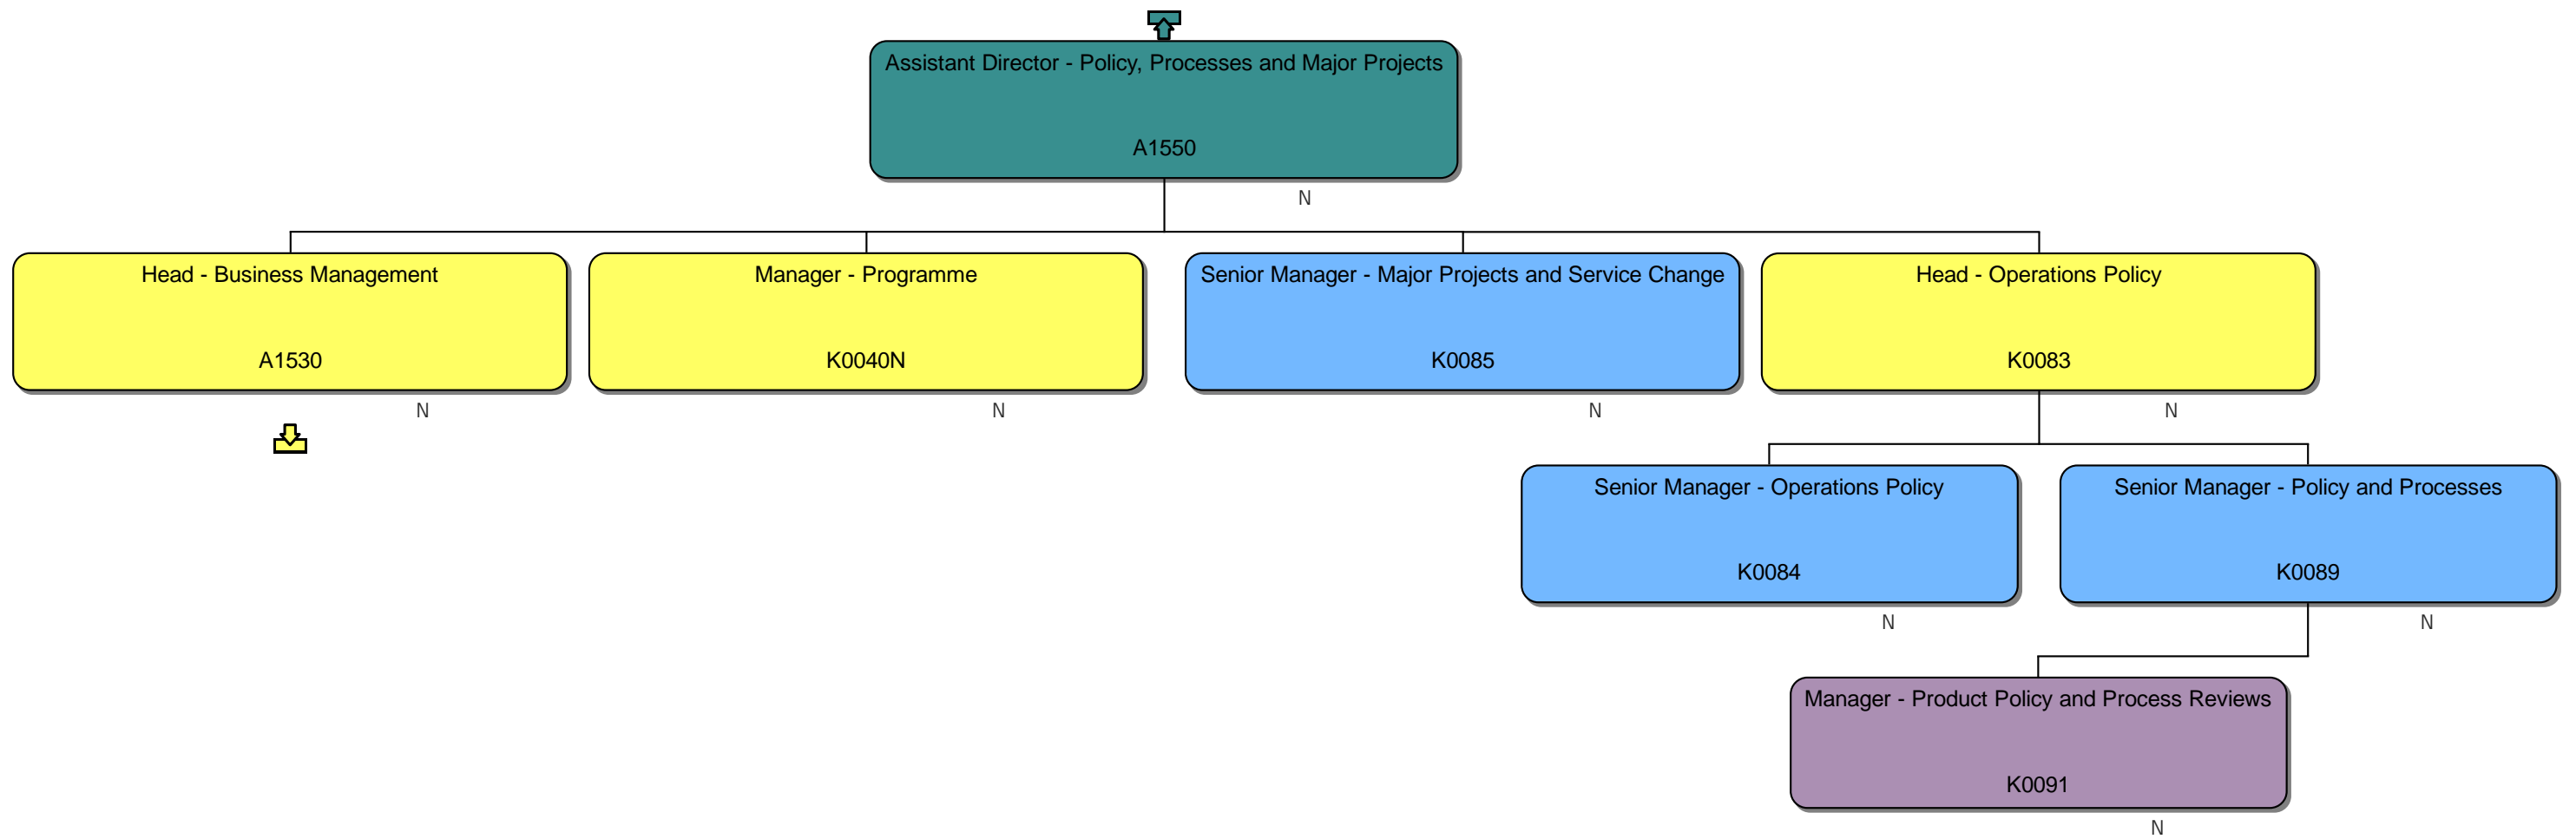 Assistant Director - Policy, Processes and Major Projects
A1550
N
Head - Business Management
A1530
N
Manager - Programme
K0040N
N
Senior Manager - Major Projects and Service Change
K0085
N
Head - Operations Policy
K0083
N
Senior Manager - Operations Policy
K0084
N
Senior Manager - Policy and Processes
K0089
N
Manager - Product Policy and Process Reviews
K0091
N